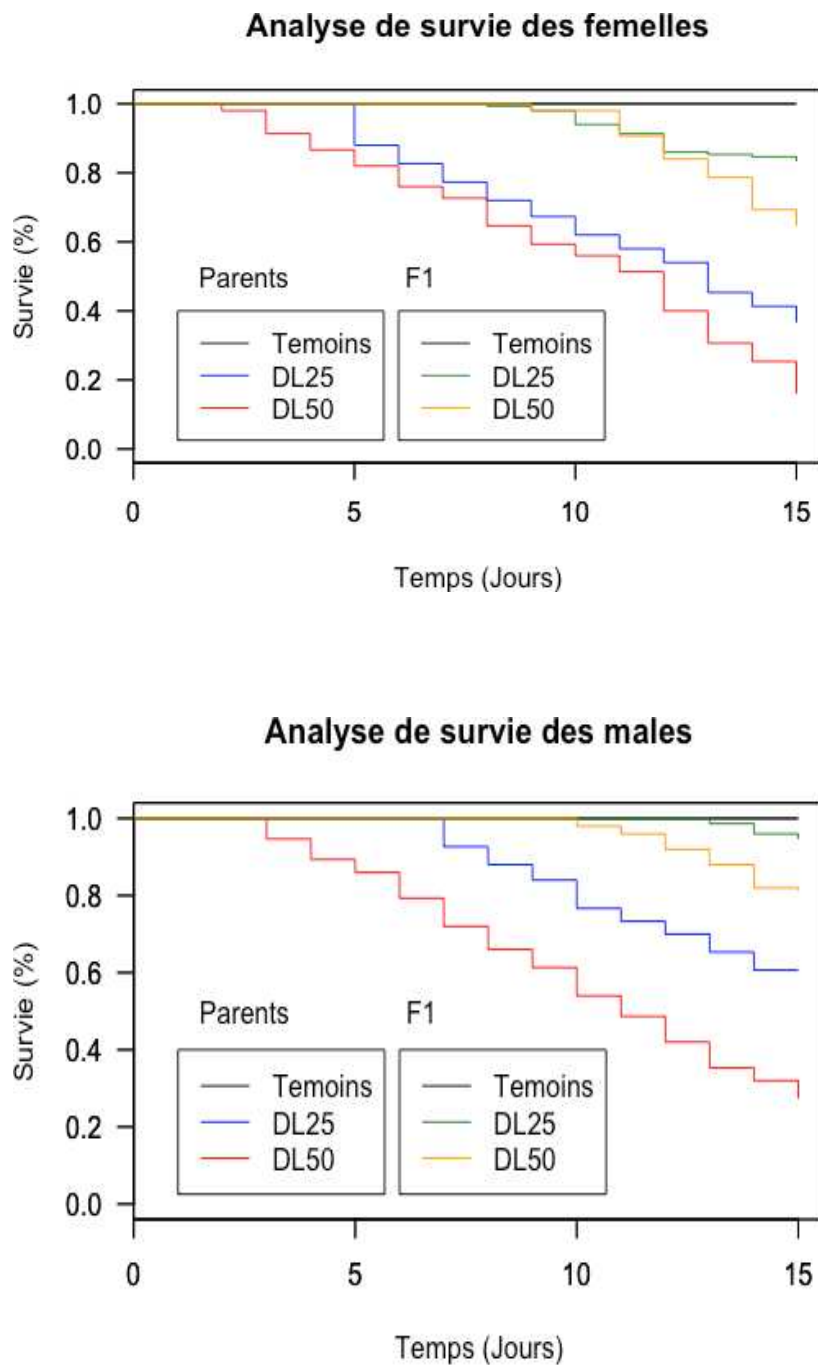 Analyse de survie des femelles
1.0
0.8
0.6
0.4
0.2
0.0
Survie (%)
Parents F1
Temoins Temoins
DL25 DL25
DL50 DL50
0 5 10 15
Temps (Jours)
Analyse de survie des males
1.0
0.8
0.6
0.4
0.2
0.0
Survie (%)
Parents F1
Temoins Temoins
DL25 DL25
DL50 DL50
0 5 10 15
Temps (Jours)